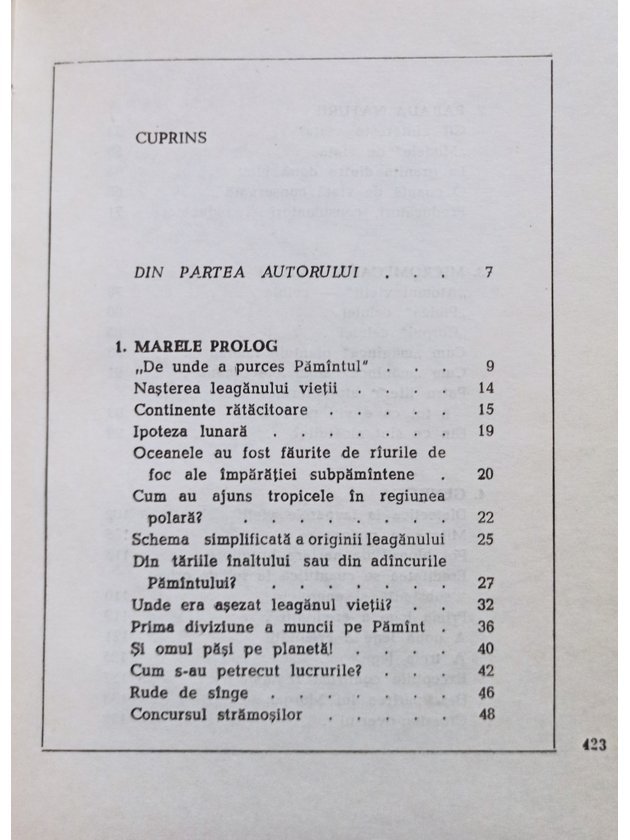 CUPRINS
DIN PARTEA AUTORULUI . . . 7
1. MARELE PROLOG
„De unde a purces Pămîntul" . . . 9
Nașterea leagănului vieții . . . . 14
Continente rătăcitoare . . . . . 15
Ipoteza lunară . . . . . . . . 19
Oceanele au fost făurite de rîurile de
foc ale împărăției subpămîntene . 20
Cum au ajuns tropicele în regiunea
polară? . . . . . . . . . 22
Schema simplificată a originii leagănului 25
Din tăriile înaltului sau din adîncurile
Pămîntului? . . . . . . . 27
Unde era așezat leagănul vieții? . . 32
Prima diviziune a muncii pe Pămînt . 36
Și omul păși pe planetă! . . . . 40
Cum s-au petrecut lucrurile? . . . 42
Rude de sînge . . . . . . . . 46
Concursul strămoșilor . . . . . 48
423